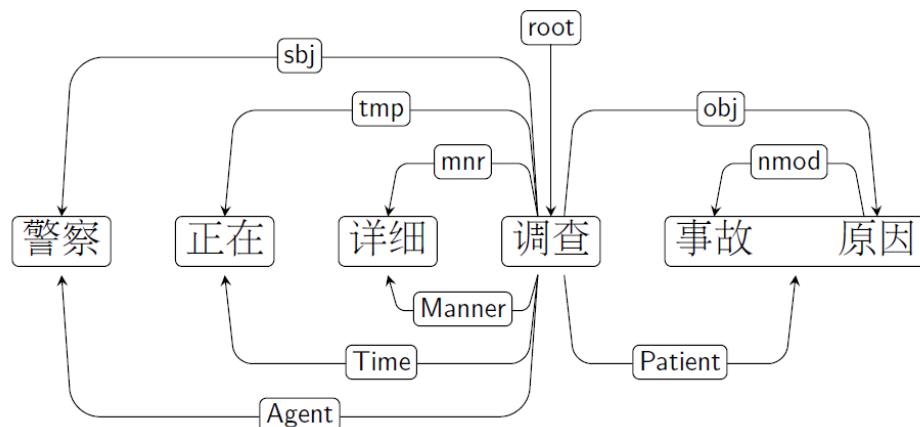 root
sbj
tmp
obj
mnr
nmod
警察 正在 详细 调查 事故 原因
Manner
Time
Patient
Agent